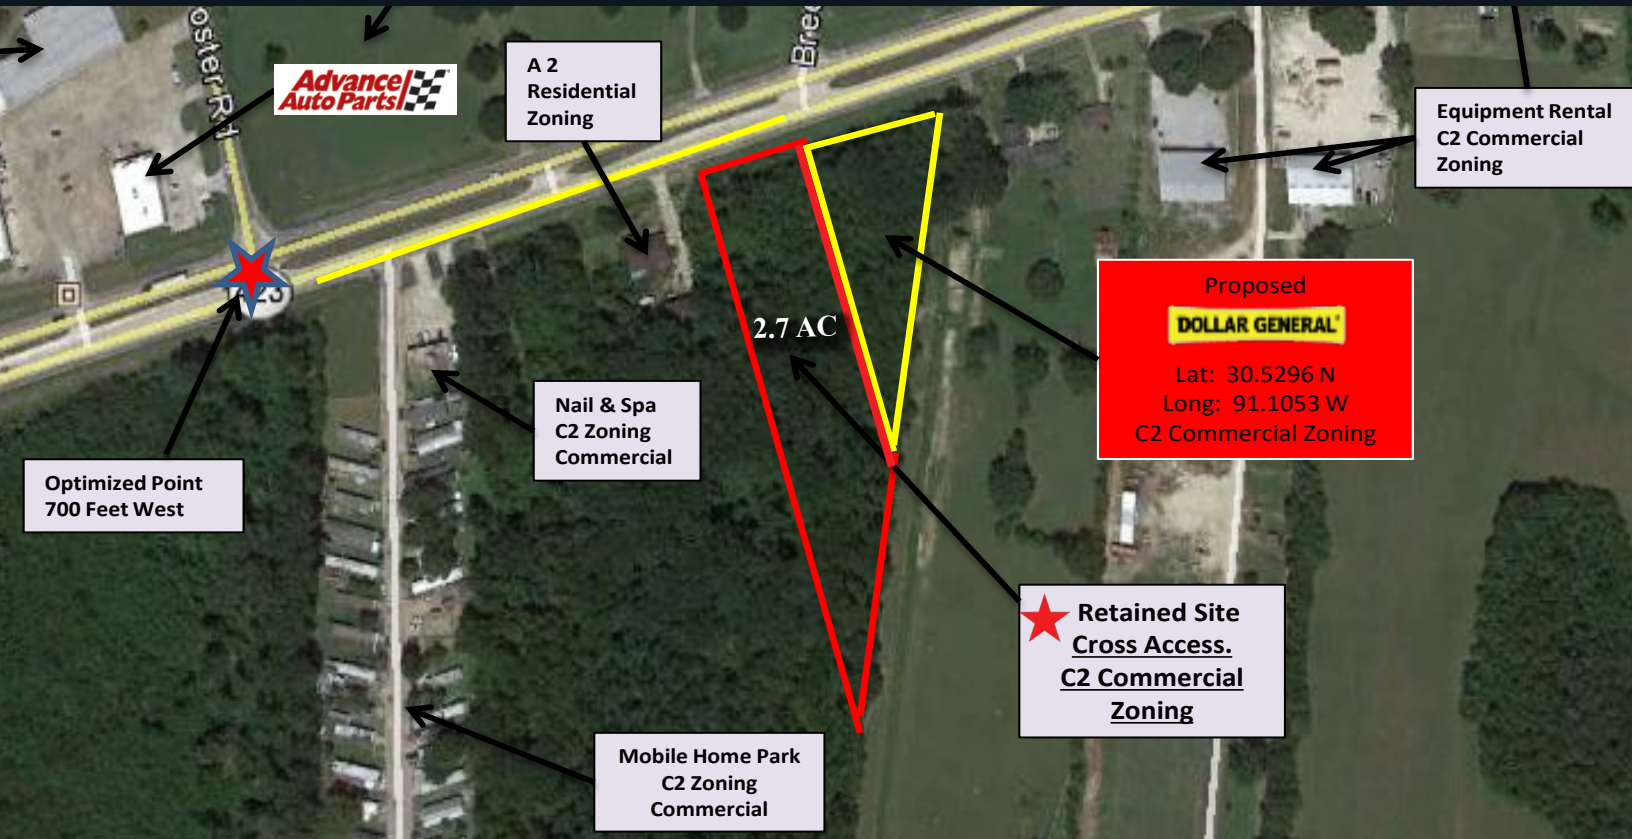 Advance
Auto Parts
A 2
Residential
Zoning
Equipment Rental
C2 Commercial
Zoning
Proposed
DOLLAR GENERAL
Lat: 30.5296 N
Long: 91.1053 W
C2 Commercial Zoning
2.7 AC
Nail & Spa
C2 Zoning
Commercial
Optimized Point
700 Feet West
Retained Site
Cross Access.
C2 Commercial
Zoning
Mobile Home Park
C2 Zoning
Commercial